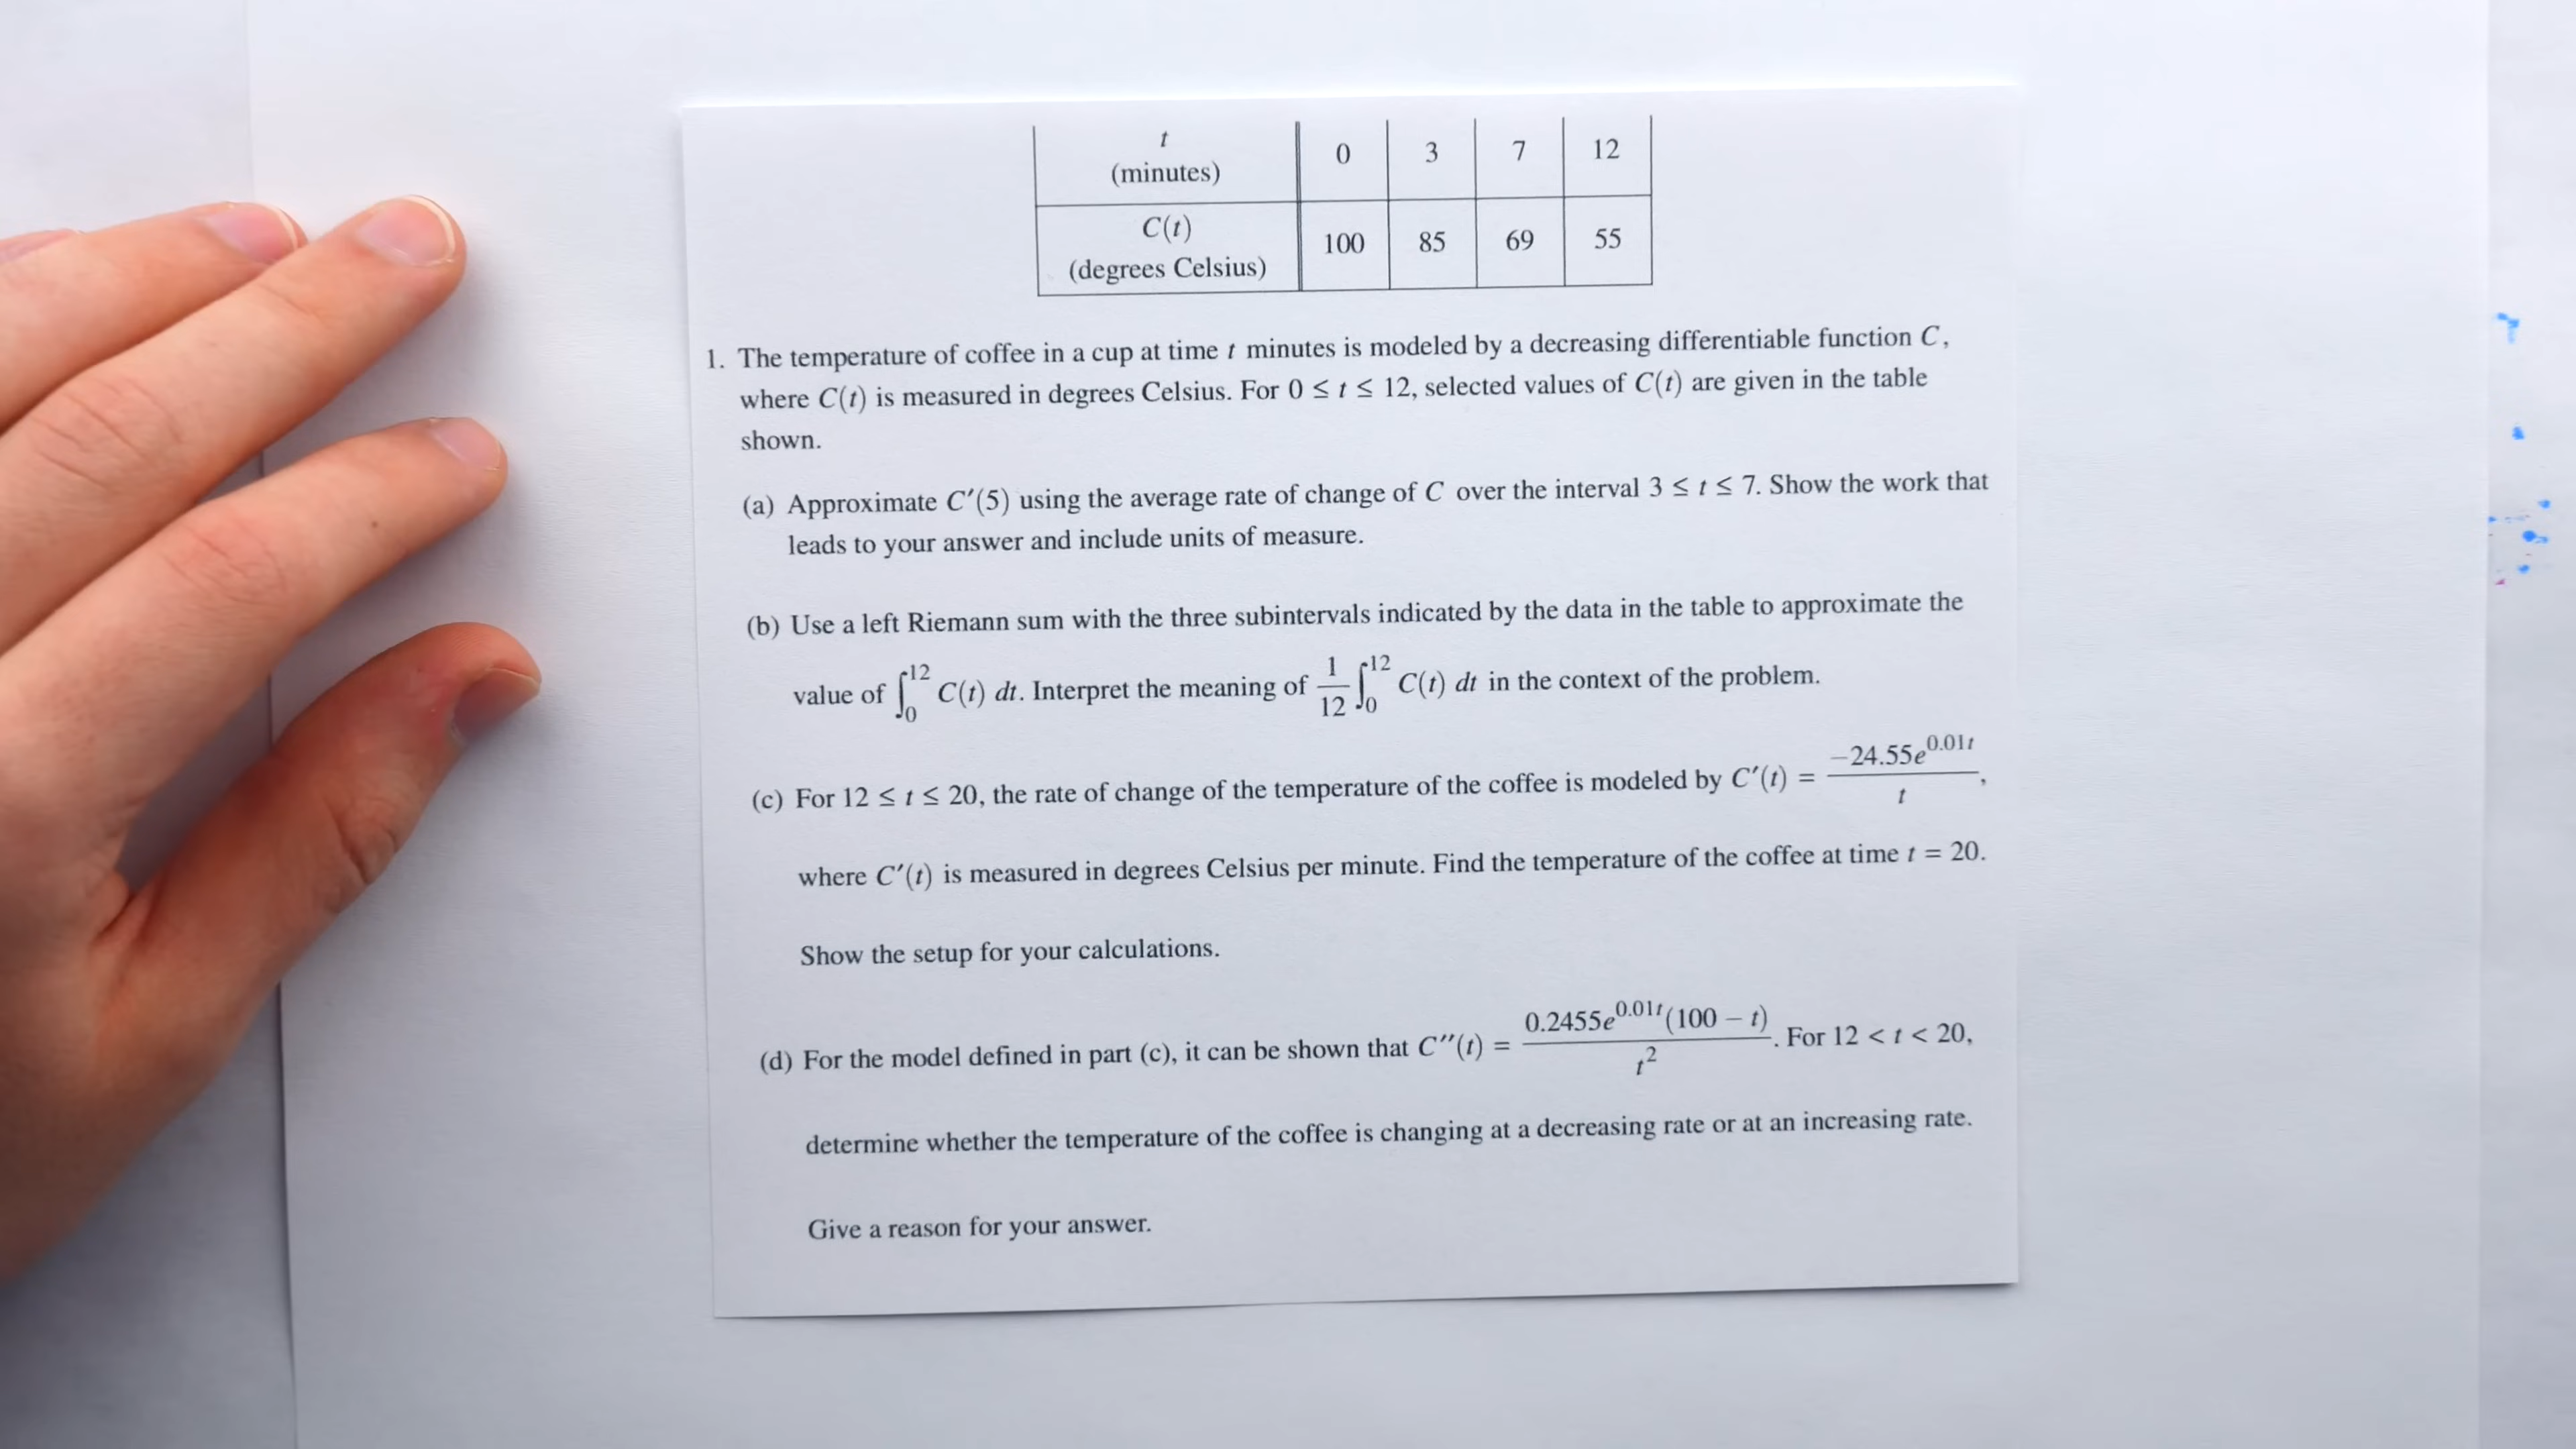 t (minutes) 0 3 7 12
C(t) (degrees Celsius) 100 85 69 55
1. The temperature of coffee in a cup at time t minutes is modeled by a decreasing differentiable function C,
where C(t) is measured in degrees Celsius. For 0 ≤ t ≤ 12, selected values of C(t) are given in the table
shown.
(a) Approximate C′(5) using the average rate of change of C over the interval 3 ≤ t ≤ 7. Show the work that
leads to your answer and include units of measure.
(b) Use a left Riemann sum with the three subintervals indicated by the data in the table to approximate the
value of ∫₀¹² C(t) dt. Interpret the meaning of 1/12 ∫₀¹² C(t) dt in the context of the problem.
(c) For 12 ≤ t ≤ 20, the rate of change of the temperature of the coffee is modeled by C′(t) = −24.55e^{0.01t}/t,
where C′(t) is measured in degrees Celsius per minute. Find the temperature of the coffee at time t = 20.
Show the setup for your calculations.
(d) For the model defined in part (c), it can be shown that C″(t) = 0.2455e^{0.01t}(100 − t)/t². For 12 < t < 20,
determine whether the temperature of the coffee is changing at a decreasing rate or at an increasing rate.
Give a reason for your answer.